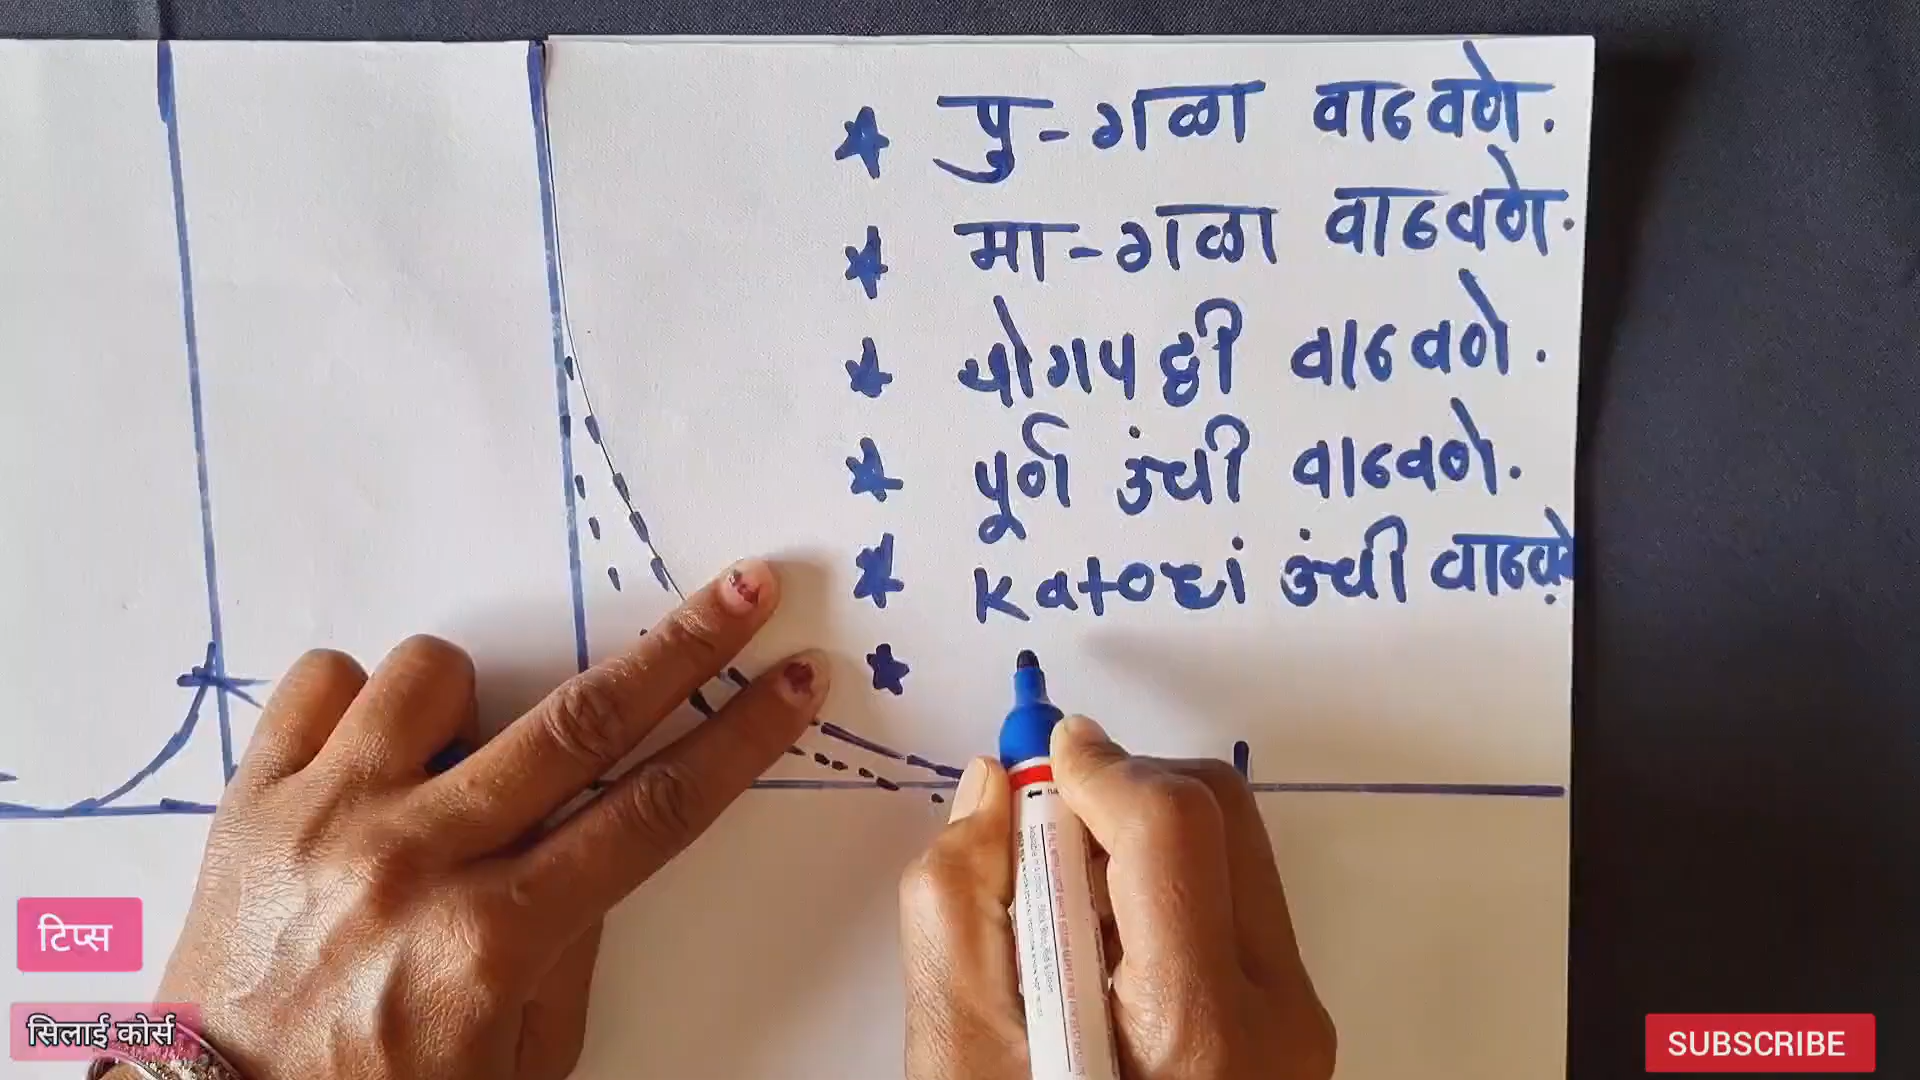 ★ पु-गळा वाढवणे.
★ मा-गळा वाढवणे.
★ योगपट्टी वाढवणे.
★ पूर्ण उंची वाढवणे.
★ Katori उंची वाढवणे.
★
टिप्स
सिलाई कोर्स
SUBSCRIBE